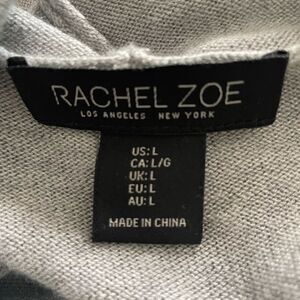 RACHEL ZOE
LOS ANGELES NEW YORK
US: L
CA: L/G
UK: L
EU: L
AU: L
MADE IN CHINA